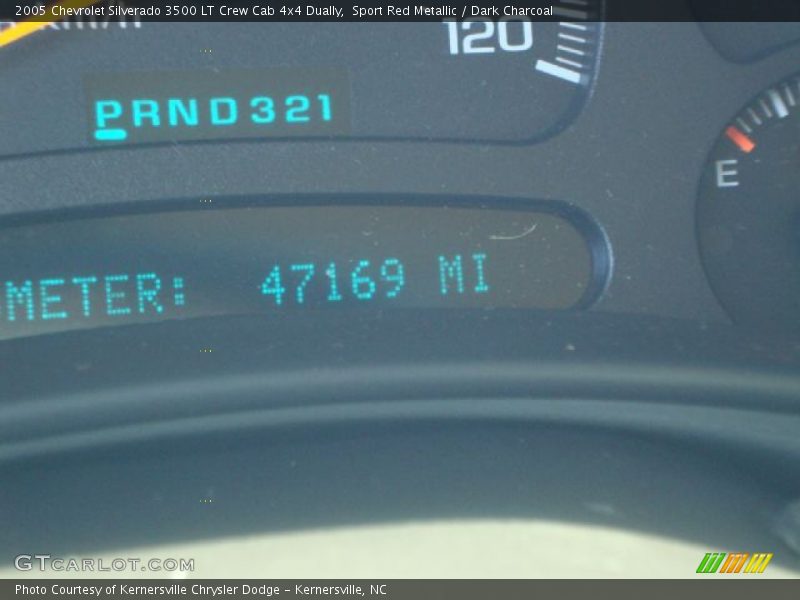 2005 Chevrolet Silverado 3500 LT Crew Cab 4x4 Dually,  Sport Red Metallic / Dark Charcoal
km/h
120
PRND321
E
METER: 47169 MI
GTCARLOT.COM
Photo Courtesy of Kernersville Chrysler Dodge - Kernersville, NC